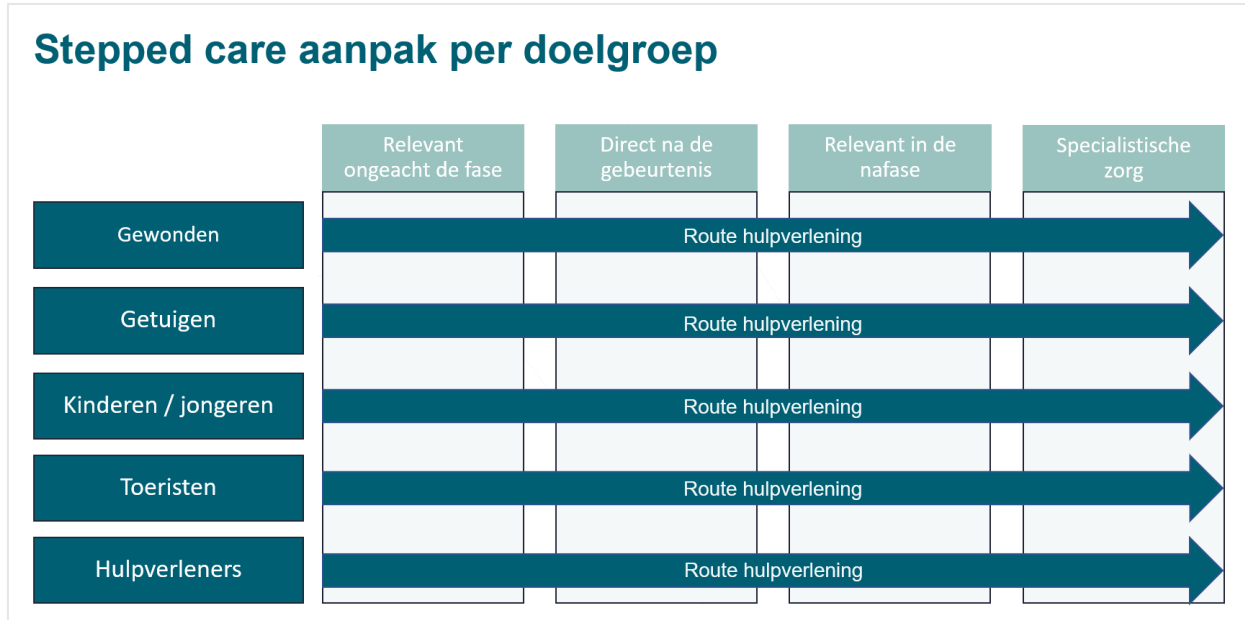 Stepped care aanpak per doelgroep
Relevant
ongeacht de fase
Direct na de
gebeurtenis
Relevant in de
nafase
Specialistische
zorg
Gewonden
Route hulpverlening
Getuigen
Route hulpverlening
Kinderen / jongeren
Route hulpverlening
Toeristen
Route hulpverlening
Hulpverleners
Route hulpverlening